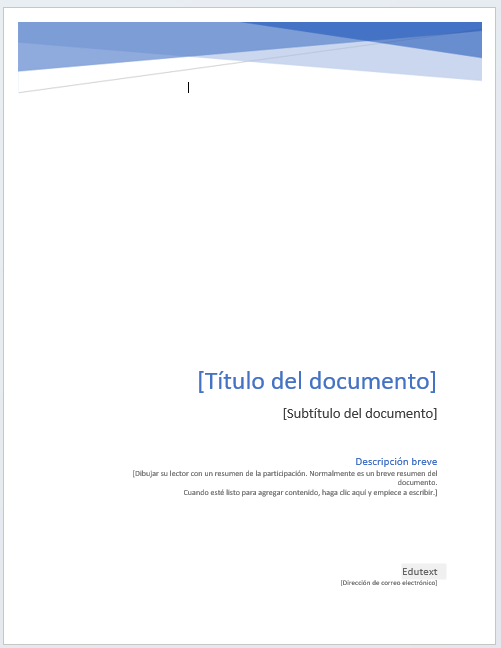 [Título del documento]
[Subtítulo del documento]
Descripción breve
[Dibujar su lector con un resumen de la participación. Normalmente es un breve resumen del
documento.
Cuando esté listo para agregar contenido, haga clic aquí y empiece a escribir.]
Edutext
[Dirección de correo electrónico]